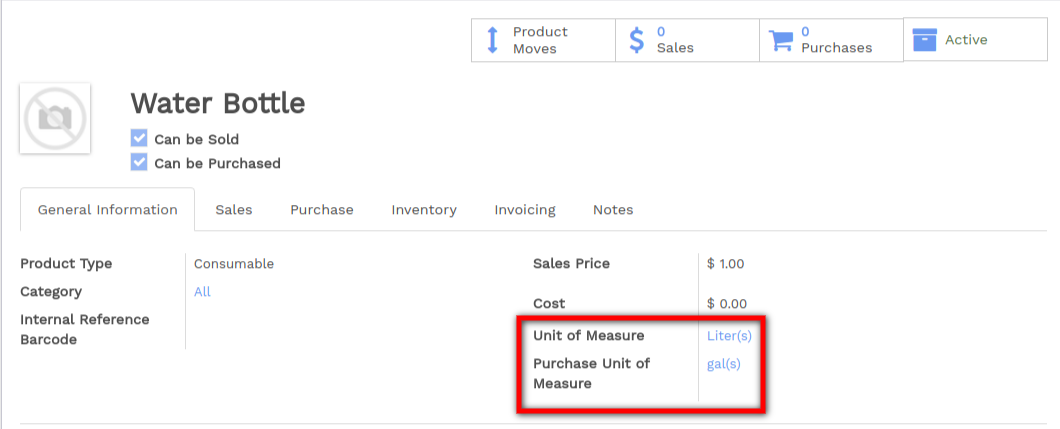 Product Moves
0 Sales
0 Purchases
Active
Water Bottle
Can be Sold
Can be Purchased
General Information Sales Purchase Inventory Invoicing Notes
Product Type Consumable
Category All
Internal Reference
Barcode
Sales Price $ 1.00
Cost $ 0.00
Unit of Measure Liter(s)
Purchase Unit of Measure gal(s)